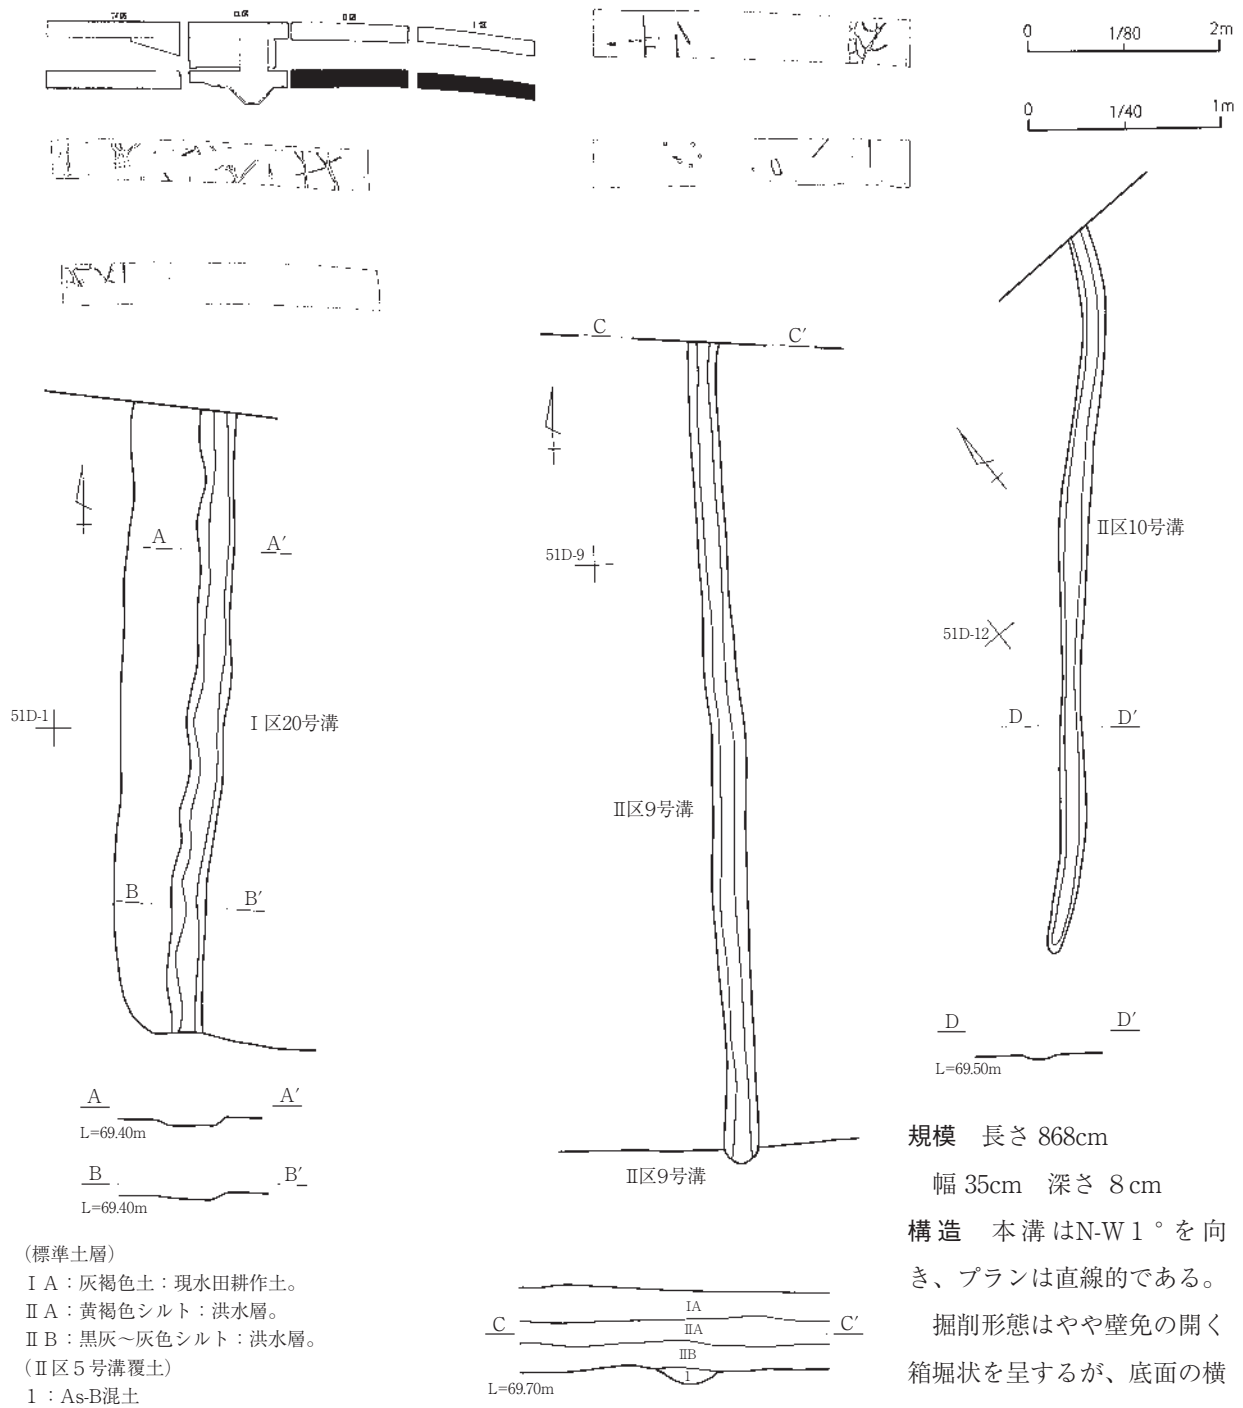 0 1/80 2m
0 1/40 1m
C C′
A A′
51D-9
Ⅱ区10号溝
51D-12
51D-1
Ⅰ区20号溝
D D′
Ⅱ区9号溝
B B′
D D′
L=69.50m
A A′
L=69.40m
B B′
L=69.40m
Ⅱ区9号溝
(標準土層)
ⅠA：灰褐色土：現水田耕作土。
ⅡA：黄褐色シルト：洪水層。
ⅡB：黒灰～灰色シルト：洪水層。
(Ⅱ区5号溝覆土)
1：As-B混土
ⅠA
C ⅡA C′
ⅡB
1
L=69.70m
規模　長さ 868cm
幅 35cm　深さ 8cm
構造　本溝はN-W1°を向
き、プランは直線的である。
掘削形態はやや壁免の開く
箱堀状を呈するが、底面の横